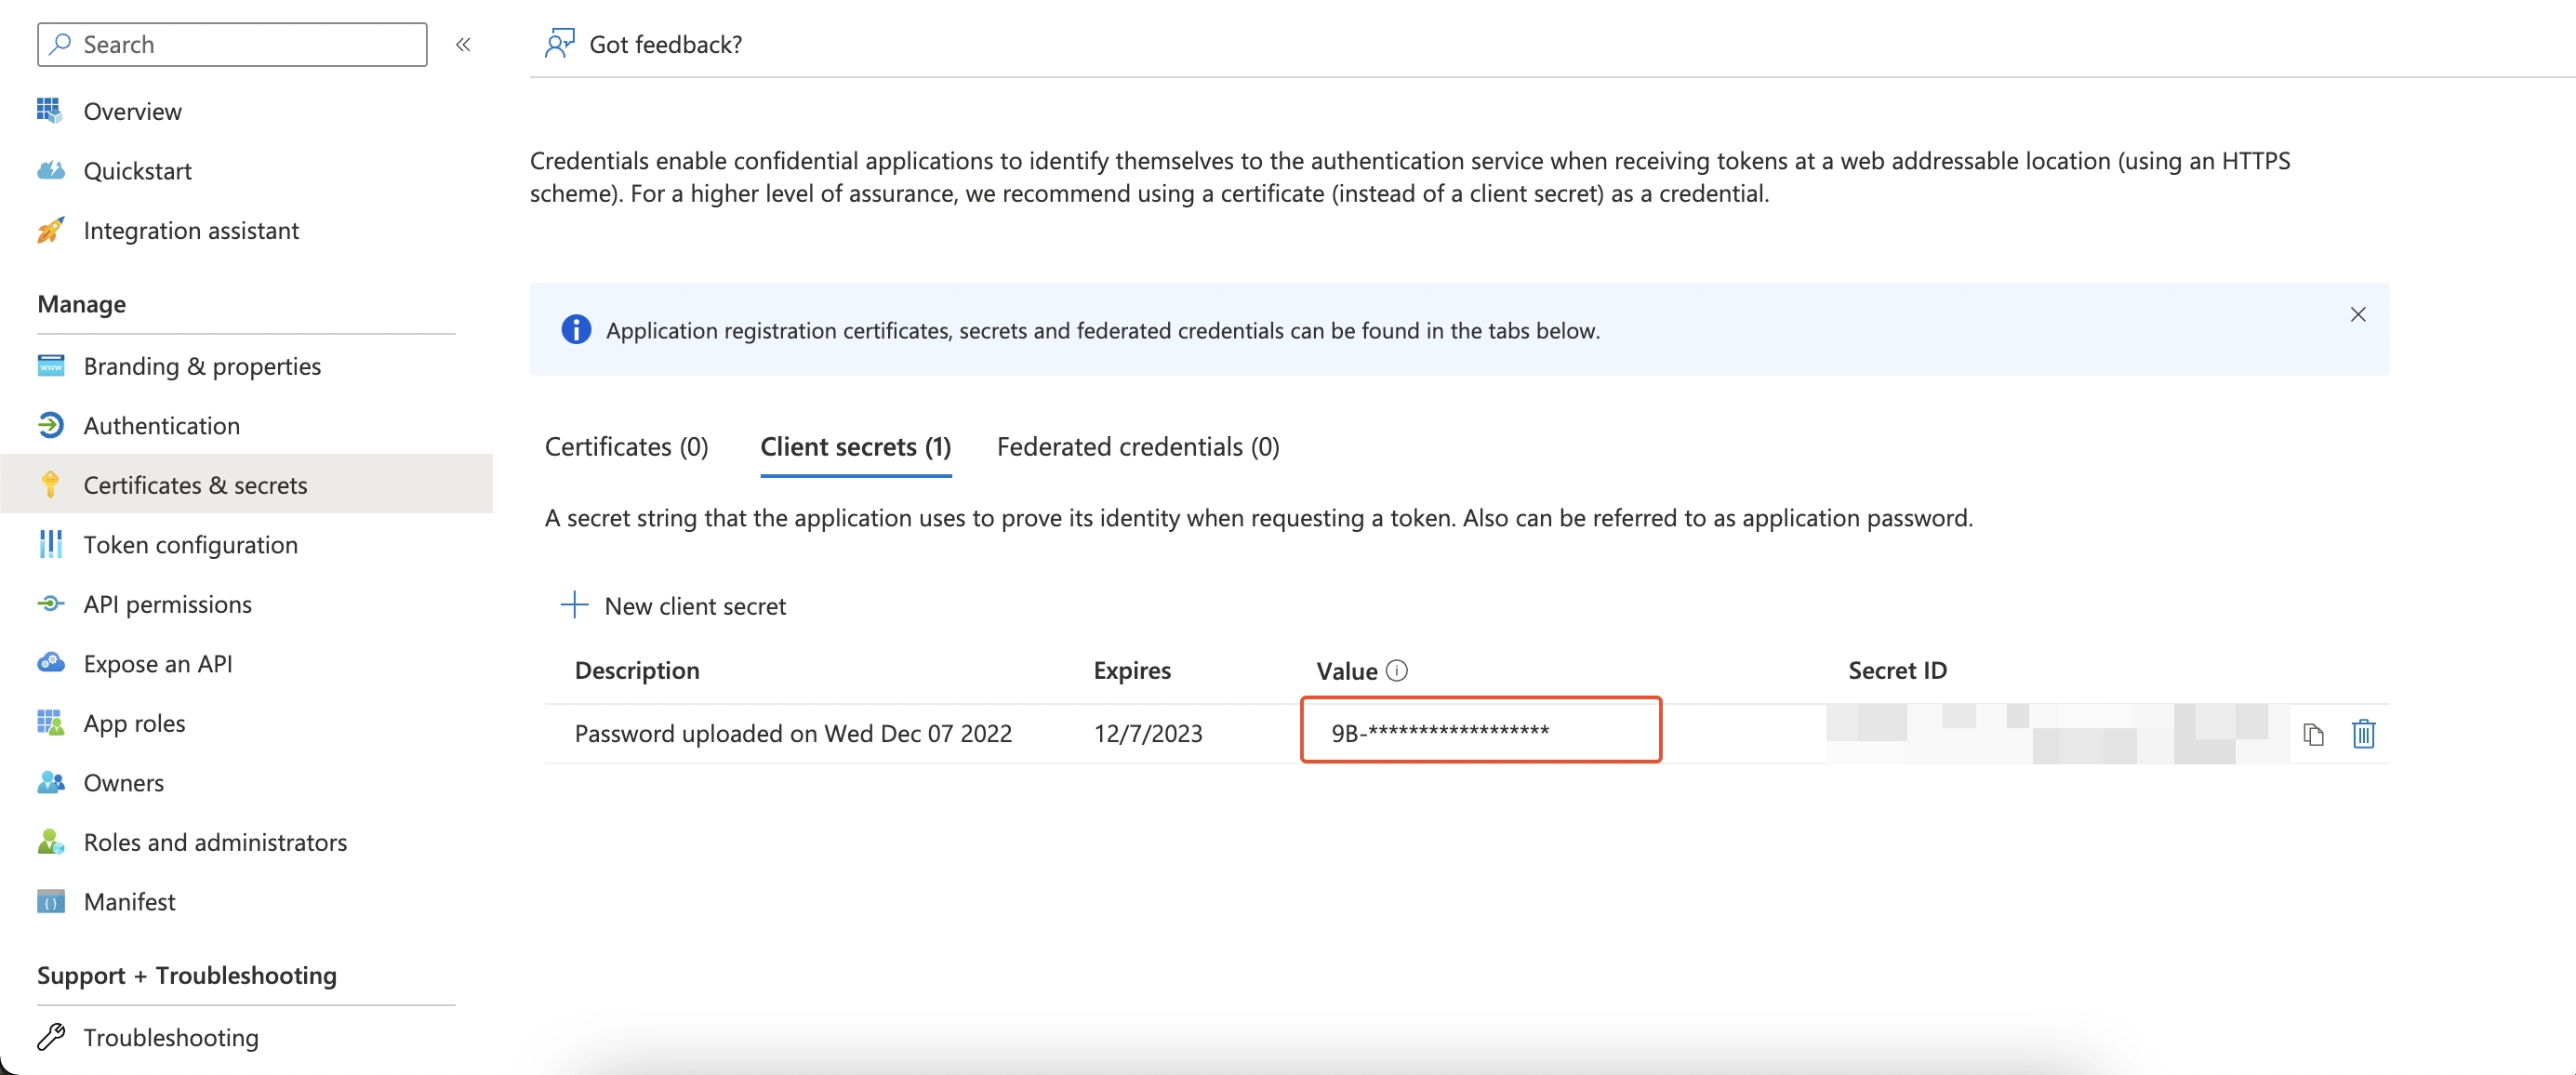 Search
Overview
Quickstart
Integration assistant
Manage
Branding & properties
Authentication
Certificates & secrets
Token configuration
API permissions
Expose an API
App roles
Owners
Roles and administrators
Manifest
Support + Troubleshooting
Troubleshooting
Got feedback?
Credentials enable confidential applications to identify themselves to the authentication service when receiving tokens at a web addressable location (using an HTTPS
scheme). For a higher level of assurance, we recommend using a certificate (instead of a client secret) as a credential.
Application registration certificates, secrets and federated credentials can be found in the tabs below.
Certificates (0) Client secrets (1) Federated credentials (0)
A secret string that the application uses to prove its identity when requesting a token. Also can be referred to as application password.
New client secret
Description Expires Value Secret ID
Password uploaded on Wed Dec 07 2022 12/7/2023 9B-******************